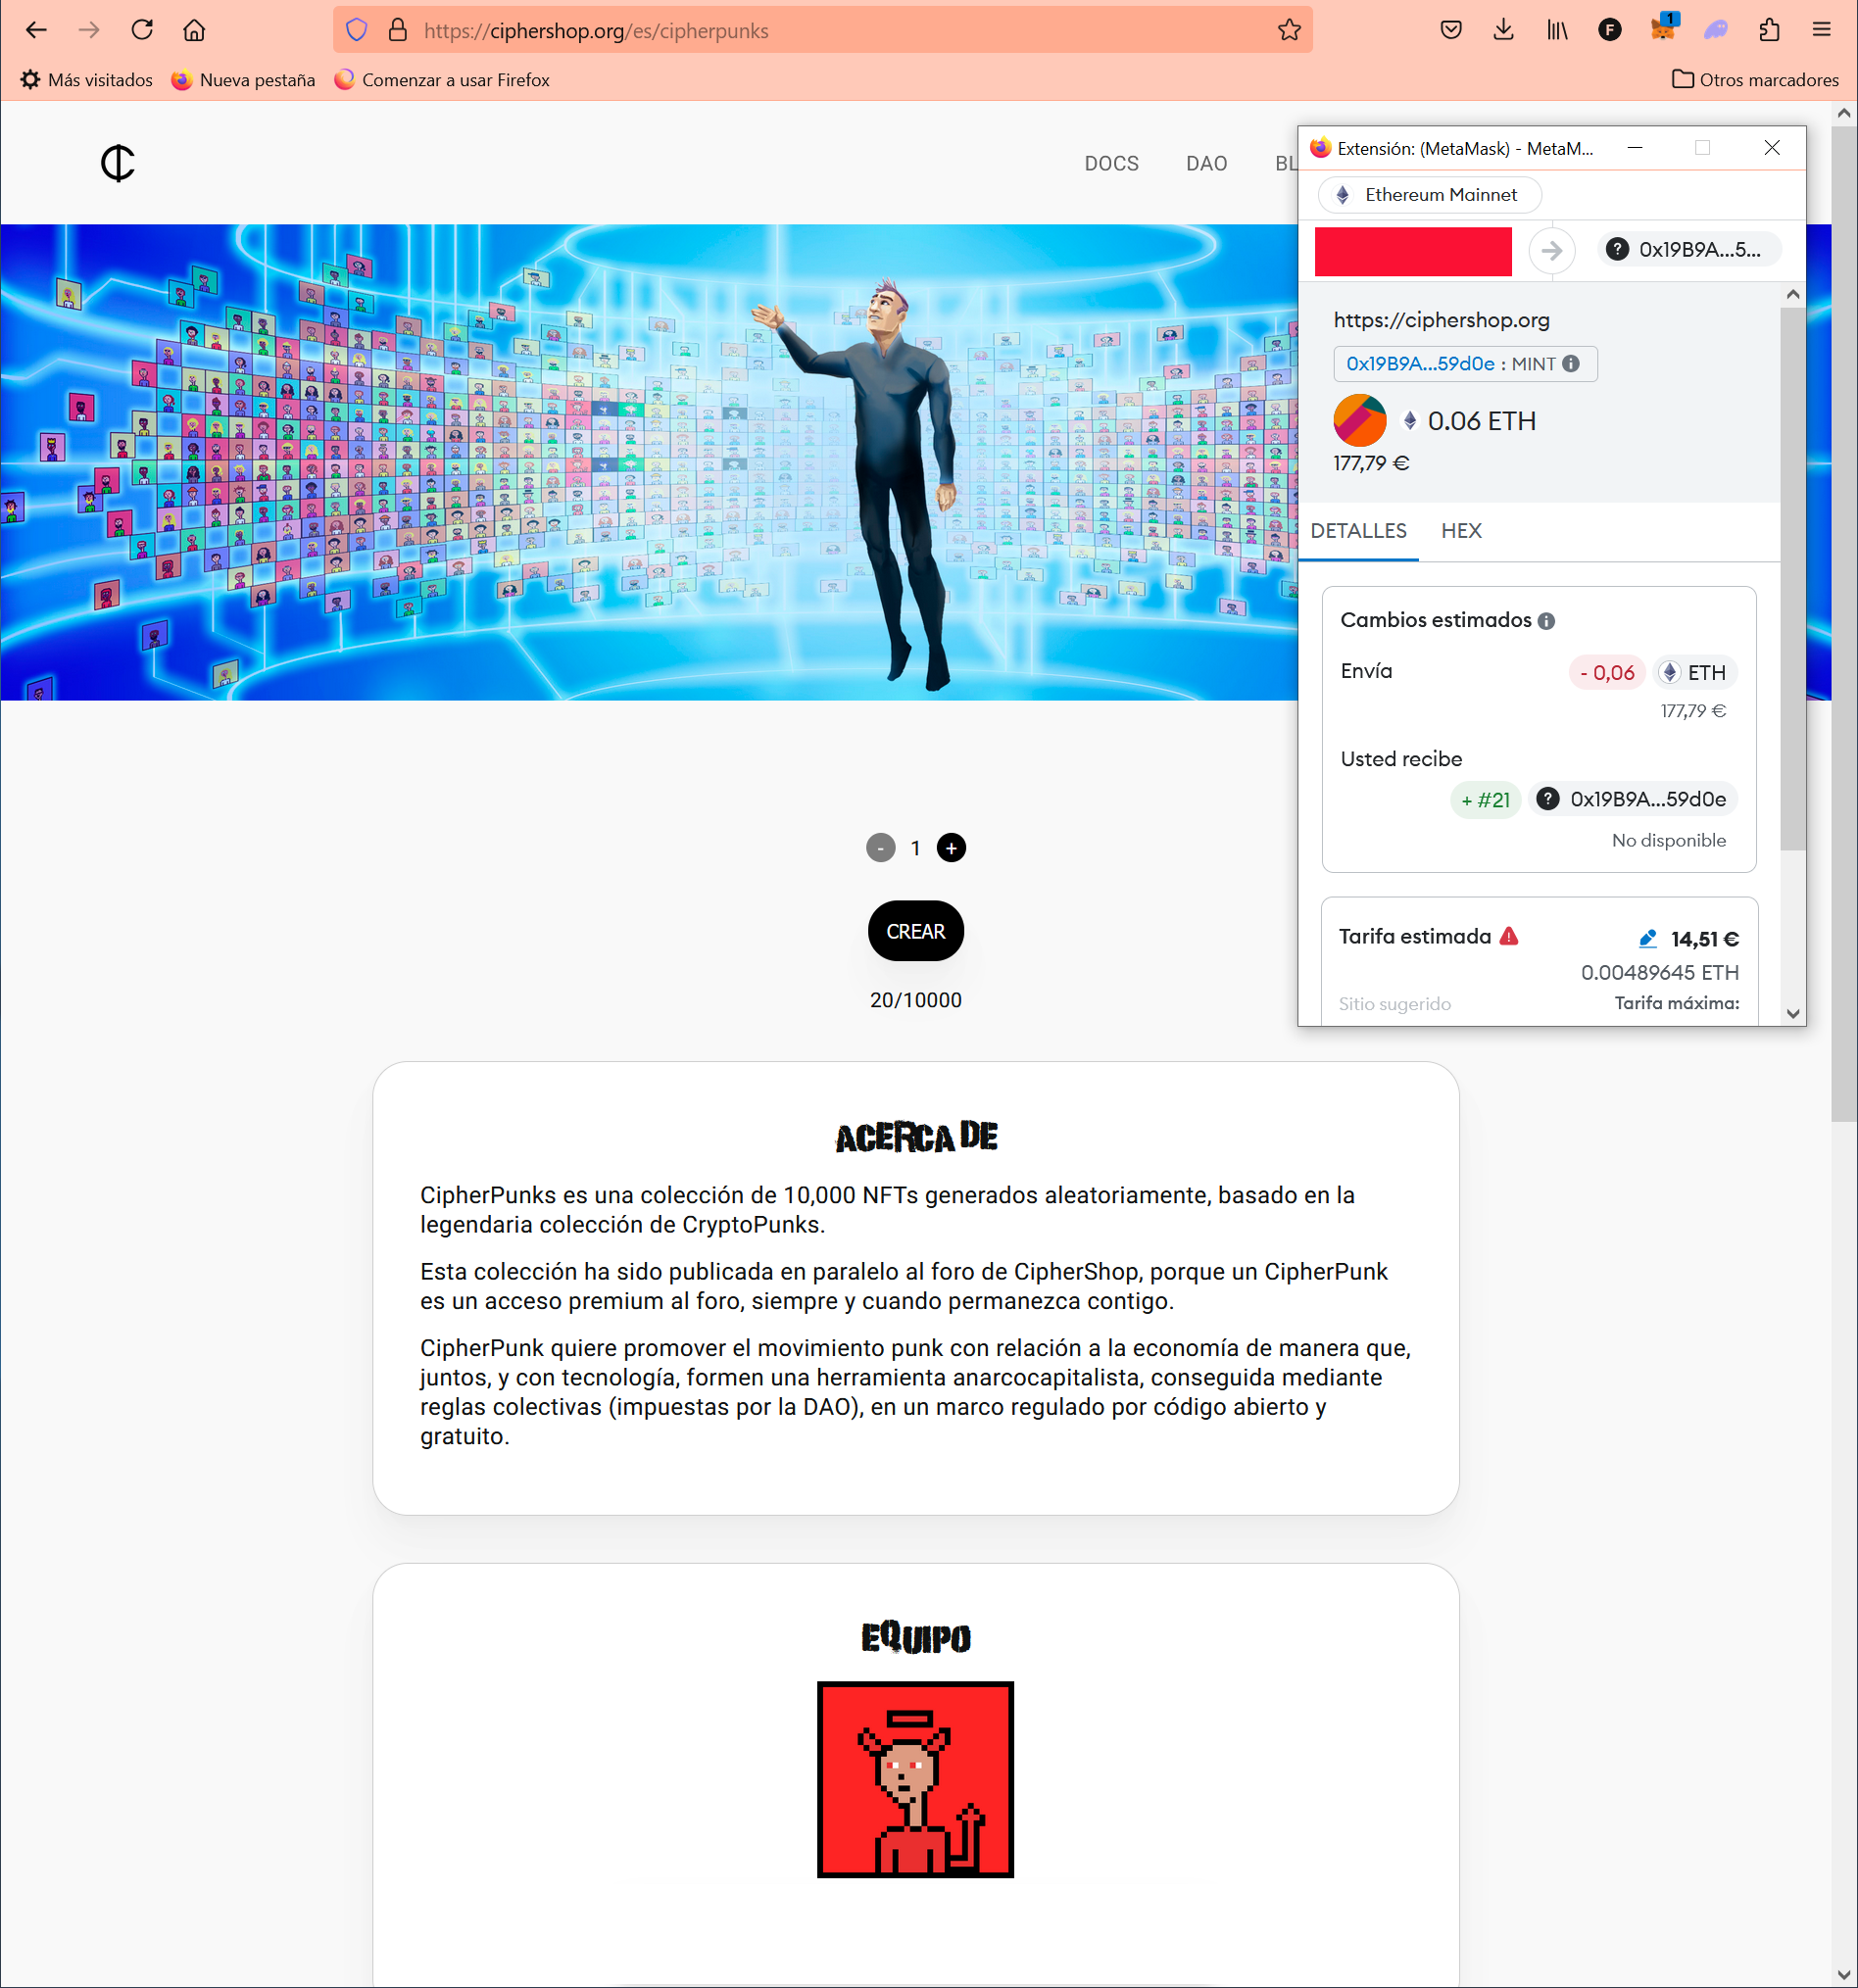 https://ciphershop.org/es/cipherpunks
F
1
Más visitados
Nueva pestaña
Comenzar a usar Firefox
Otros marcadores
DOCS
DAO
BL
Extensión: (MetaMask) - MetaM...
Ethereum Mainnet
0x19B9A...5...
https://ciphershop.org
0x19B9A...59d0e : MINT
0.06 ETH
177,79 €
DETALLES
HEX
Cambios estimados
Envía
- 0,06
ETH
177,79 €
Usted recibe
+ #21
0x19B9A...59d0e
No disponible
Tarifa estimada
14,51 €
0.00489645 ETH
Sitio sugerido
Tarifa máxima:
- 1 +
CREAR
20/10000
ACERCA DE
CipherPunks es una colección de 10,000 NFTs generados aleatoriamente, basado en la
legendaria colección de CryptoPunks.
Esta colección ha sido publicada en paralelo al foro de CipherShop, porque un CipherPunk
es un acceso premium al foro, siempre y cuando permanezca contigo.
CipherPunk quiere promover el movimiento punk con relación a la economía de manera que,
juntos, y con tecnología, formen una herramienta anarcocapitalista, conseguida mediante
reglas colectivas (impuestas por la DAO), en un marco regulado por código abierto y
gratuito.
EQUIPO